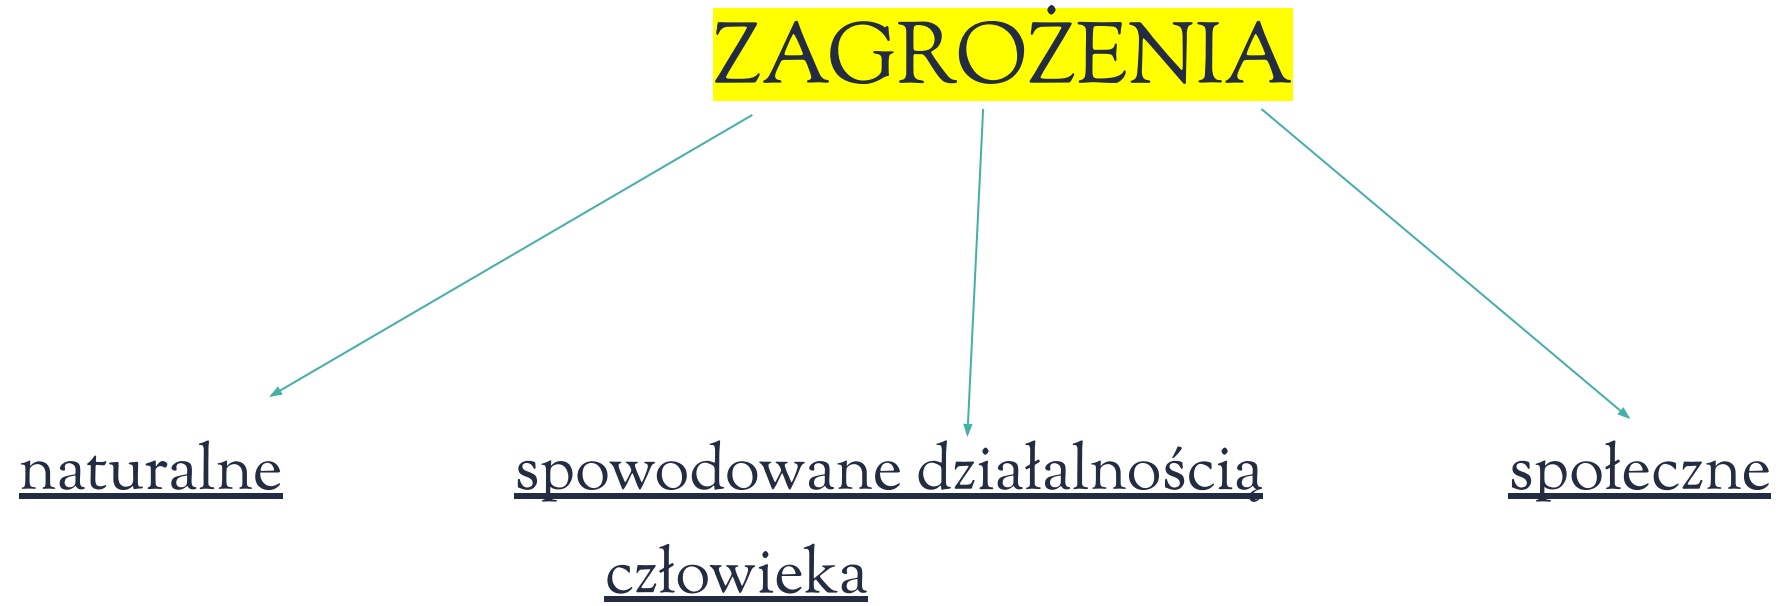 ZAGROŻENIA
naturalne
spowodowane działalnością
człowieka
społeczne